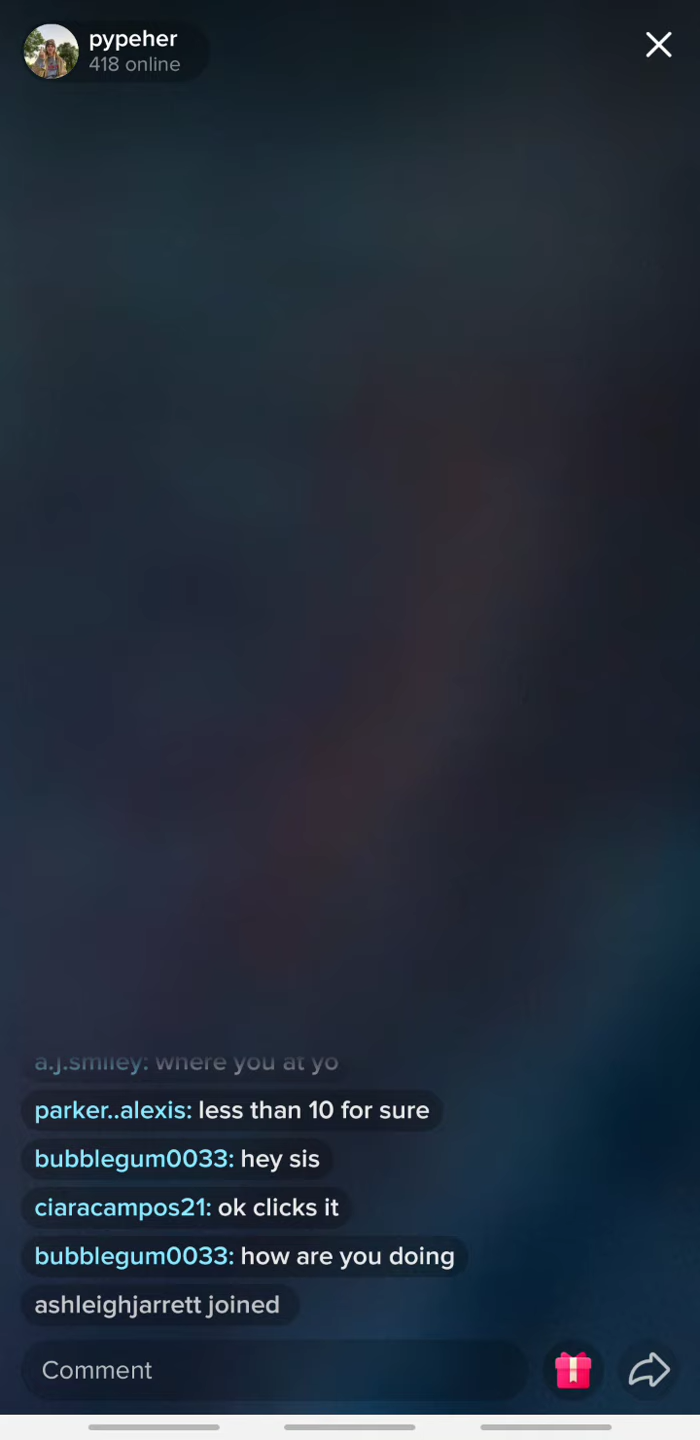 pypeher
418 online
a.j.smiley: where you at yo
parker..alexis: less than 10 for sure
bubblegum0033: hey sis
ciaracampos21: ok clicks it
bubblegum0033: how are you doing
ashleighjarrett joined
Comment